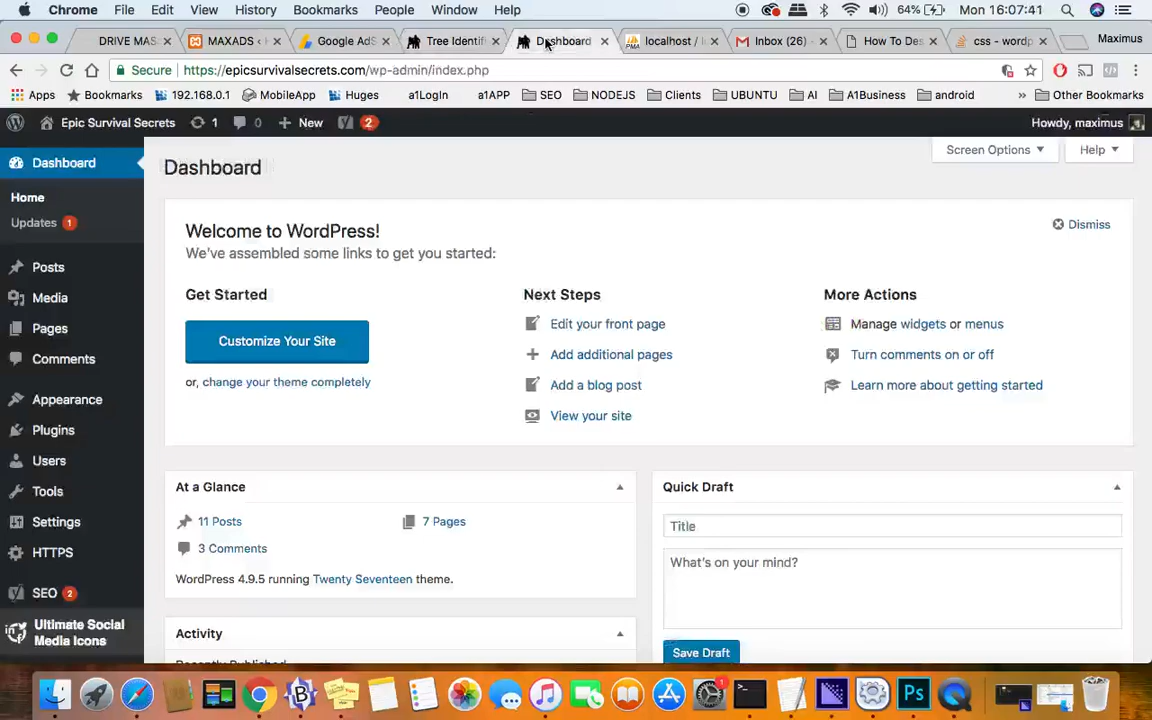 Chrome File Edit View History Bookmarks People Window Help 64% Mon 16:07:41
DRIVE MAS MAXADS ‹ Google AdS Tree Identif Dashboard localhost / l Inbox (26) - How To Des css - wordp Maximus
Secure https://epicsurvivalsecrets.com/wp-admin/index.php
Apps Bookmarks 192.168.0.1 MobileApp Huges a1LogIn a1APP SEO NODEJS Clients UBUNTU AI A1Business android » Other Bookmarks
Epic Survival Secrets 1 0 + New 2 Howdy, maximus
Dashboard
Home
Updates 1
Posts
Media
Pages
Comments
Appearance
Plugins
Users
Tools
Settings
HTTPS
SEO 2
Ultimate Social
Media Icons
Screen Options Help
Dashboard
Welcome to WordPress!
We've assembled some links to get you started:
Dismiss
Get Started
Customize Your Site
or, change your theme completely
Next Steps
Edit your front page
Add additional pages
Add a blog post
View your site
More Actions
Manage widgets or menus
Turn comments on or off
Learn more about getting started
At a Glance
11 Posts 7 Pages
3 Comments
WordPress 4.9.5 running Twenty Seventeen theme.
Activity
Recently Published
Quick Draft
Title
What's on your mind?
Save Draft
PMA
Ps
1